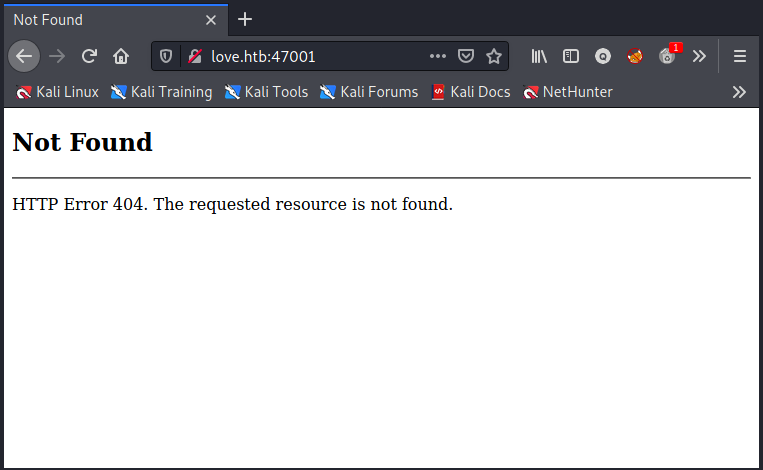 Not Found
love.htb:47001
1
Kali Linux Kali Training Kali Tools Kali Forums Kali Docs NetHunter
Not Found
HTTP Error 404. The requested resource is not found.